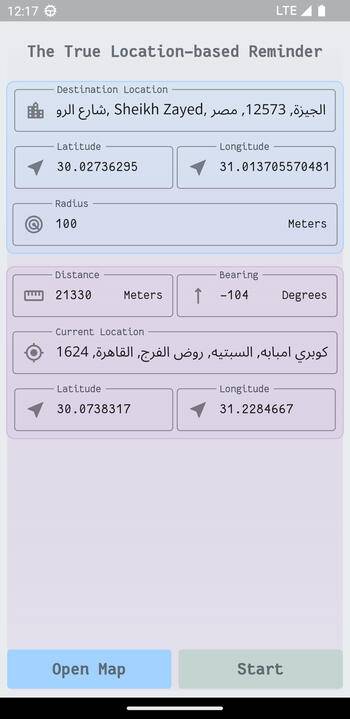 12:17
LTE
The True Location-based Reminder
Destination Location
الجيزة, 12573, مصر ,Sheikh Zayed, شارع الرو
Latitude
30.02736295
Longitude
31.013705570481
Radius
100
Meters
Distance
21330
Meters
Bearing
-104
Degrees
Current Location
كوبري امبابه, السبتيه, روض الفرج, القاهرة, 1624
Latitude
30.0738317
Longitude
31.2284667
Open Map
Start